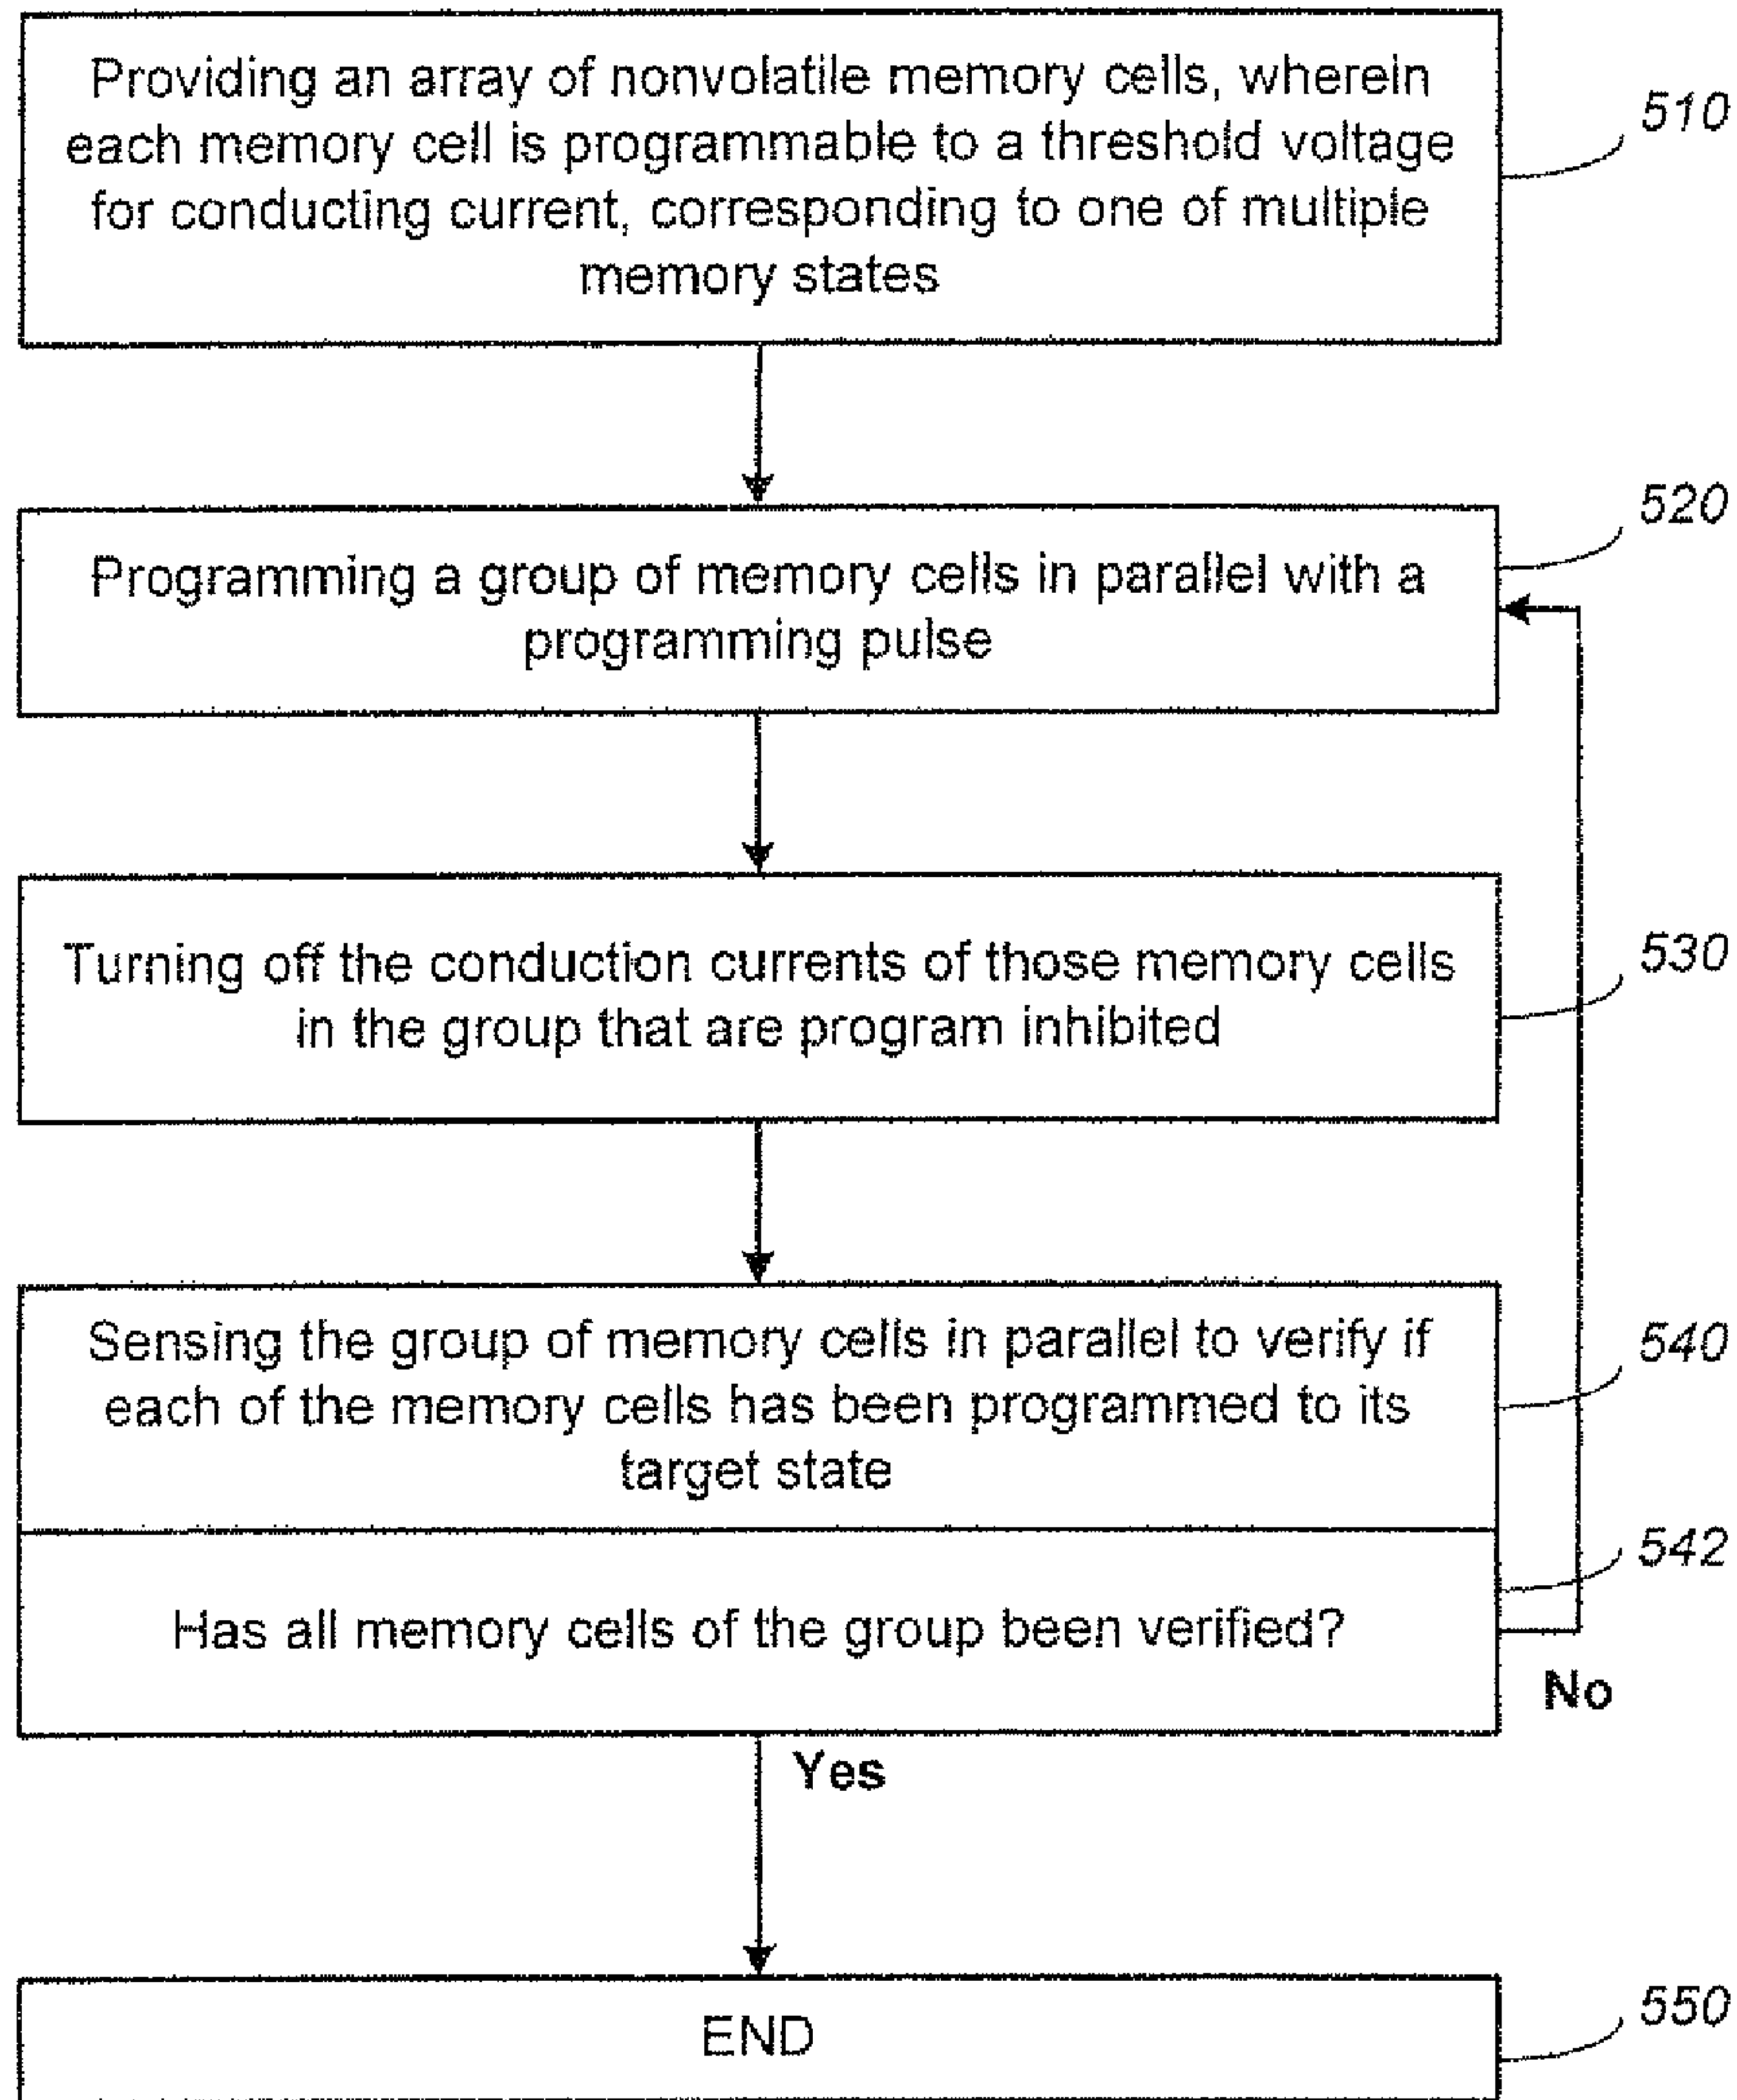 Providing an array of nonvolatile memory cells, wherein
each memory cell is programmable to a threshold voltage
for conducting current, corresponding to one of multiple
memory states
510
520
Programming a group of memory cells in parallel with a
programming pulse
530
Turning off the conduction currents of those memory cells
in the group that are program inhibited
540
Sensing the group of memory cells in parallel to verify if
each of the memory cells has been programmed to its
target state
542
Has all memory cells of the group been verified?
No
Yes
550
END